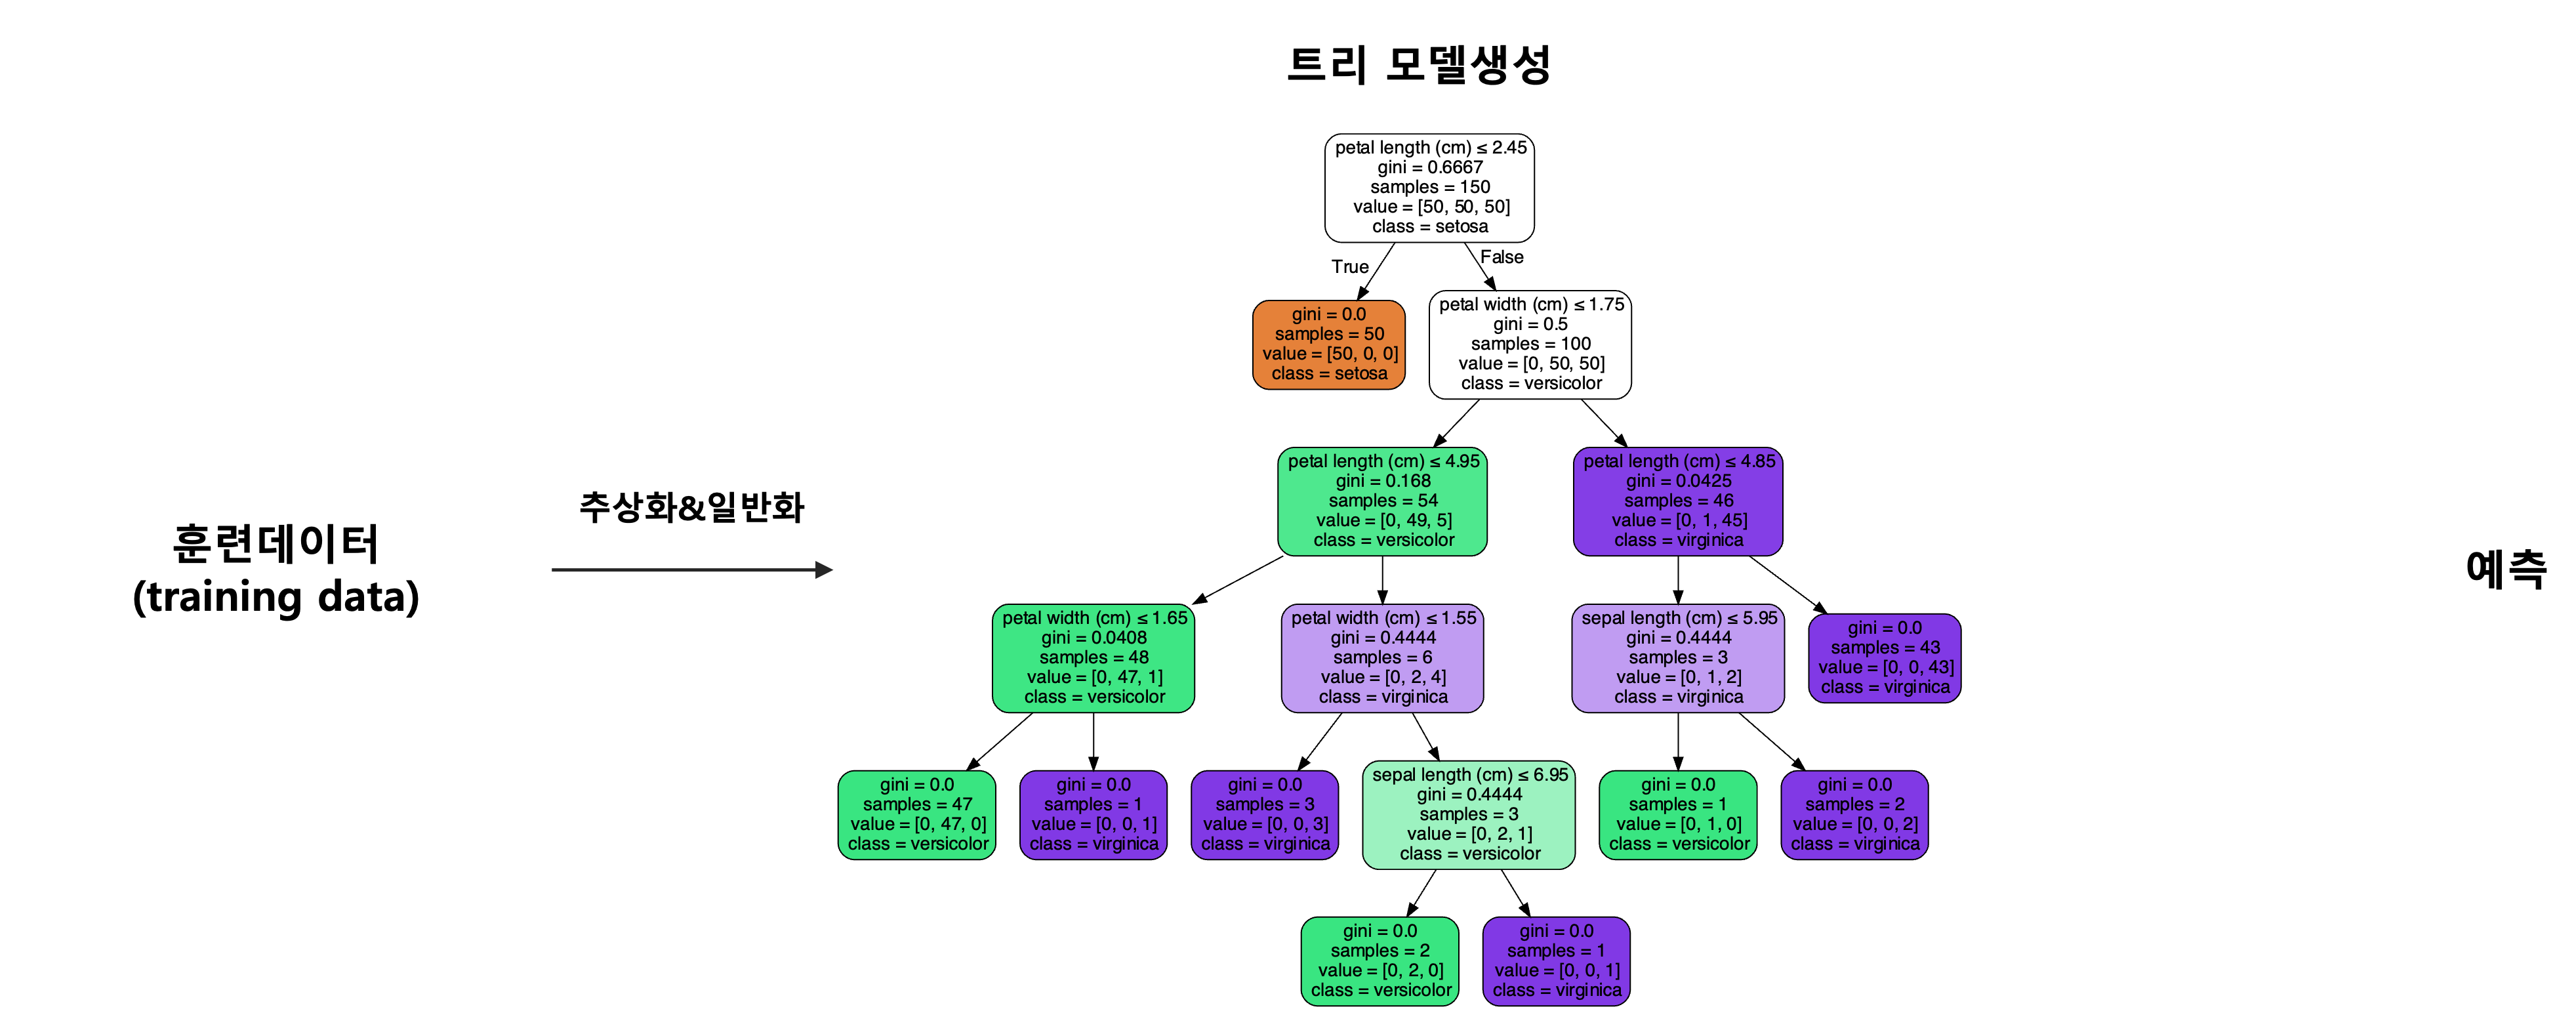 트리 모델생성
petal length (cm) ≤ 2.45
gini = 0.6667
samples = 150
value = [50, 50, 50]
class = setosa
True
False
gini = 0.0
samples = 50
value = [50, 0, 0]
class = setosa
petal width (cm) ≤ 1.75
gini = 0.5
samples = 100
value = [0, 50, 50]
class = versicolor
petal length (cm) ≤ 4.95
gini = 0.168
samples = 54
value = [0, 49, 5]
class = versicolor
petal length (cm) ≤ 4.85
gini = 0.0425
samples = 46
value = [0, 1, 45]
class = virginica
추상화&일반화
훈련데이터
(training data)
예측
petal width (cm) ≤ 1.65
gini = 0.0408
samples = 48
value = [0, 47, 1]
class = versicolor
petal width (cm) ≤ 1.55
gini = 0.4444
samples = 6
value = [0, 2, 4]
class = virginica
sepal length (cm) ≤ 5.95
gini = 0.4444
samples = 3
value = [0, 1, 2]
class = virginica
gini = 0.0
samples = 43
value = [0, 0, 43]
class = virginica
gini = 0.0
samples = 47
value = [0, 47, 0]
class = versicolor
gini = 0.0
samples = 1
value = [0, 0, 1]
class = virginica
gini = 0.0
samples = 3
value = [0, 0, 3]
class = virginica
sepal length (cm) ≤ 6.95
gini = 0.4444
samples = 3
value = [0, 2, 1]
class = versicolor
gini = 0.0
samples = 1
value = [0, 1, 0]
class = versicolor
gini = 0.0
samples = 2
value = [0, 0, 2]
class = virginica
gini = 0.0
samples = 2
value = [0, 2, 0]
class = versicolor
gini = 0.0
samples = 1
value = [0, 0, 1]
class = virginica